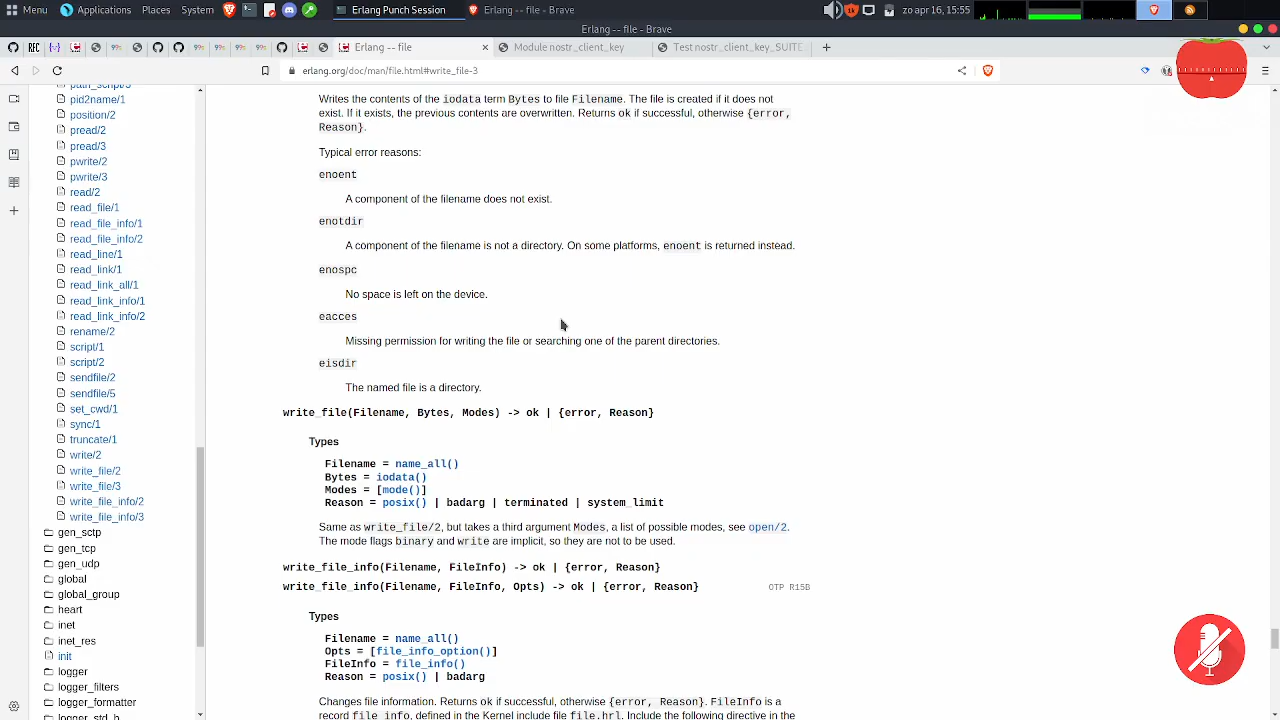 Menu Applications Places System Erlang Punch Session Erlang -- file - Brave zo apr 16, 15:55
Erlang -- file - Brave
Erlang -- file Module nostr_client_key Test nostr_client_key_SUITE
erlang.org/doc/man/file.html#write_file-3
path_script/3
pid2name/1
position/2
pread/2
pread/3
pwrite/2
pwrite/3
read/2
read_file/1
read_file_info/1
read_file_info/2
read_line/1
read_link/1
read_link_all/1
read_link_info/1
read_link_info/2
rename/2
script/1
script/2
sendfile/2
sendfile/5
set_cwd/1
sync/1
truncate/1
write/2
write_file/2
write_file/3
write_file_info/2
write_file_info/3
gen_sctp
gen_tcp
gen_udp
global
global_group
heart
inet
inet_res
init
logger
logger_filters
logger_formatter
logger_std_h
Writes the contents of the iodata term Bytes to file Filename. The file is created if it does not
exist. If it exists, the previous contents are overwritten. Returns ok if successful, otherwise {error,
Reason}.
Typical error reasons:
enoent
A component of the filename does not exist.
enotdir
A component of the filename is not a directory. On some platforms, enoent is returned instead.
enospc
No space is left on the device.
eacces
Missing permission for writing the file or searching one of the parent directories.
eisdir
The named file is a directory.
write_file(Filename, Bytes, Modes) -> ok | {error, Reason}
Types
Filename = name_all()
Bytes = iodata()
Modes = [mode()]
Reason = posix() | badarg | terminated | system_limit
Same as write_file/2, but takes a third argument Modes, a list of possible modes, see open/2.
The mode flags binary and write are implicit, so they are not to be used.
write_file_info(Filename, FileInfo) -> ok | {error, Reason}
write_file_info(Filename, FileInfo, Opts) -> ok | {error, Reason} OTP R15B
Types
Filename = name_all()
Opts = [file_info_option()]
FileInfo = file_info()
Reason = posix() | badarg
Changes file information. Returns ok if successful, otherwise {error, Reason}. FileInfo is a
record file_info, defined in the Kernel include file file.hrl. Include the following directive in the